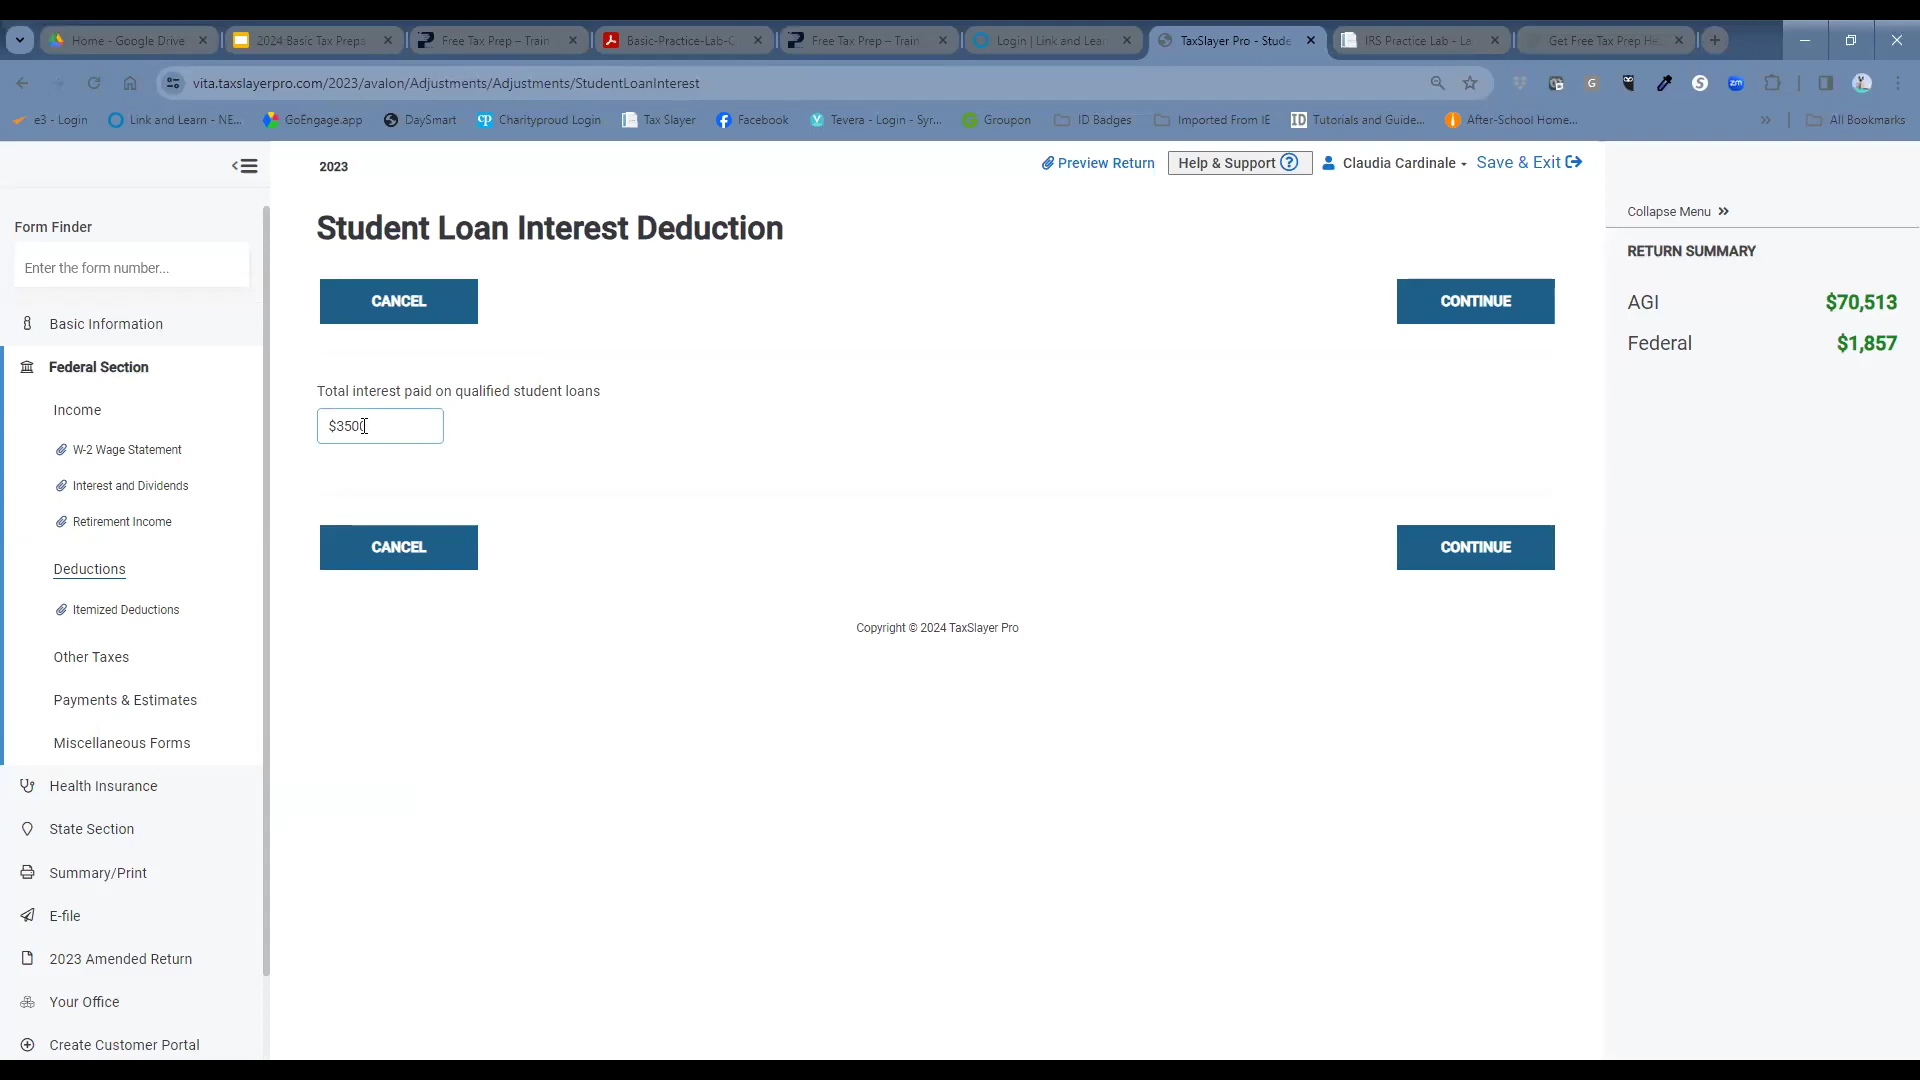 Home - Google Drive
2024 Basic Tax Preps
Free Tax Prep – Train
Basic-Practice-Lab-C
Free Tax Prep – Train
Login | Link and Lea
TaxSlayer Pro - Stude
IRS Practice Lab - La
Get Free Tax Prep He
vita.taxslayerpro.com/2023/avalon/Adjustments/Adjustments/StudentLoanInterest
e3 - Login
Link and Learn - NE...
GoEngage.app
DaySmart
Charityproud Login
Tax Slayer
Facebook
Tevera - Login - Syr...
Groupon
ID Badges
Imported From IE
Tutorials and Guide...
After-School Home...
All Bookmarks
2023
Preview Return
Help & Support
Claudia Cardinale
Save & Exit
Collapse Menu
Form Finder
Enter the form number...
Basic Information
Federal Section
Income
W-2 Wage Statement
Interest and Dividends
Retirement Income
Deductions
Itemized Deductions
Other Taxes
Payments & Estimates
Miscellaneous Forms
Health Insurance
State Section
Summary/Print
E-file
2023 Amended Return
Your Office
Create Customer Portal
Student Loan Interest Deduction
CANCEL
CONTINUE
Total interest paid on qualified student loans
$3500
CANCEL
CONTINUE
Copyright © 2024 TaxSlayer Pro
RETURN SUMMARY
AGI $70,513
Federal $1,857